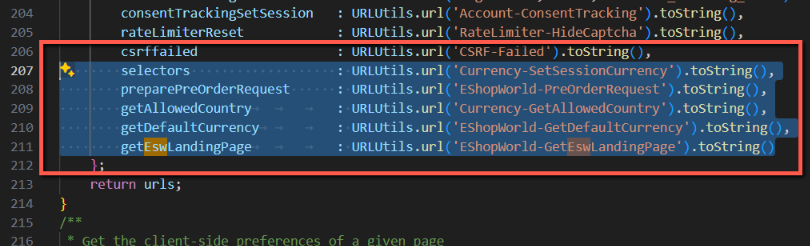 204 consentTrackingSetSession : URLUtils.url('Account-ConsentTracking').toString(),
205 rateLimiterReset : URLUtils.url('RateLimiter-HideCaptcha').toString(),
206 csrffailed : URLUtils.url('CSRF-Failed').toString(),
207 selectors : URLUtils.url('Currency-SetSessionCurrency').toString(),
208 preparePreOrderRequest : URLUtils.url('EShopWorld-PreOrderRequest').toString(),
209 getAllowedCountry : URLUtils.url('Currency-GetAllowedCountry').toString(),
210 getDefaultCurrency : URLUtils.url('EShopWorld-GetDefaultCurrency').toString(),
211 getEswLandingPage : URLUtils.url('EShopWorld-GetEswLandingPage').toString()
212 };
213 return urls;
214 }
215 /**
216 * Get the client-side preferences of a given page